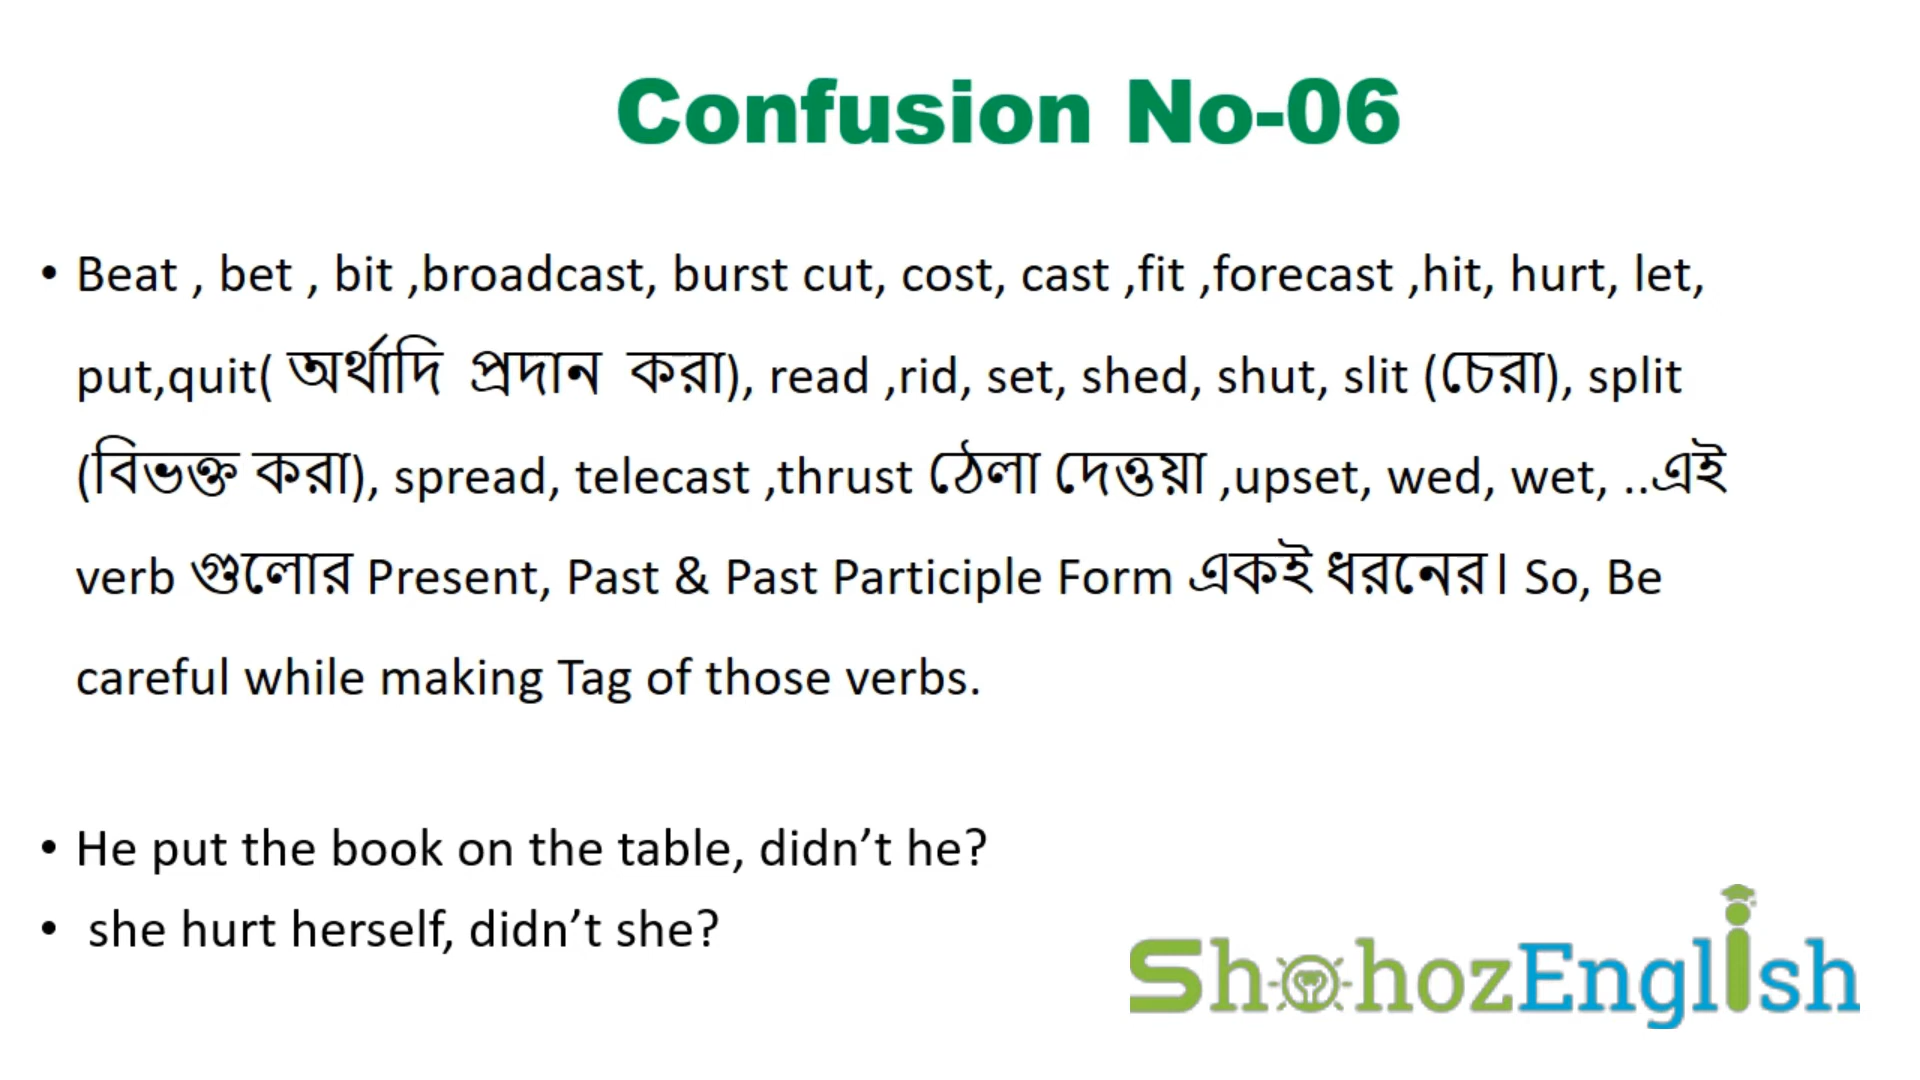 Confusion No-06
• Beat , bet , bit ,broadcast, burst cut, cost, cast ,fit ,forecast ,hit, hurt, let,
put,quit( অর্থাদি প্রদান করা), read ,rid, set, shed, shut, slit (চেরা), split
(বিভক্ত করা), spread, telecast ,thrust ঠেলা দেওয়া ,upset, wed, wet, ..এই
verb গুলোর Present, Past & Past Participle Form একই ধরনের। So, Be
careful while making Tag of those verbs.
• He put the book on the table, didn’t he?
• she hurt herself, didn’t she?
ShohozEnglish